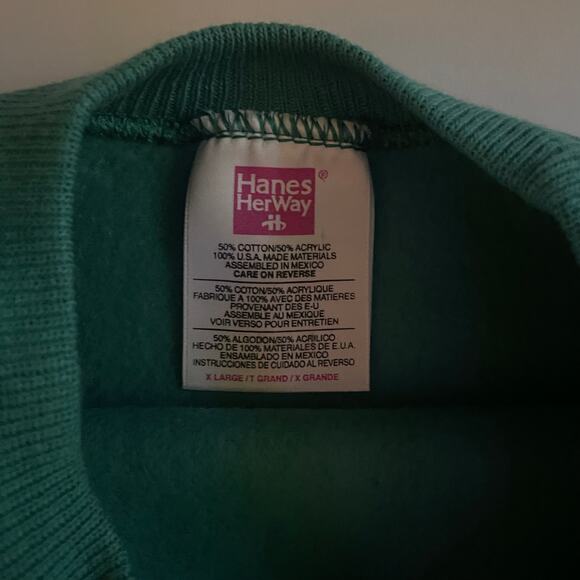 Hanes
HerWay
®
50% COTTON/50% ACRYLIC
100% U.S.A. MADE MATERIALS
ASSEMBLED IN MEXICO
CARE ON REVERSE
50% COTON/50% ACRYLIQUE
FABRIQUE A 100% AVEC DES MATIERES
PROVENANT DES E-U
ASSEMBLE AU MEXIQUE
VOIR VERSO POUR ENTRETIEN
50% ALGODON/50% ACRILICO
HECHO DE 100% MATERIALES DE E.U.A.
ENSAMBLADO EN MEXICO
INSTRUCCIONES DE CUIDADO AL REVERSO
X LARGE / T GRAND / X GRANDE